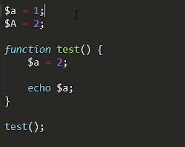 $a = 1;
$A = 2;
function test() {
$a = 2;
echo $a;
}
test();